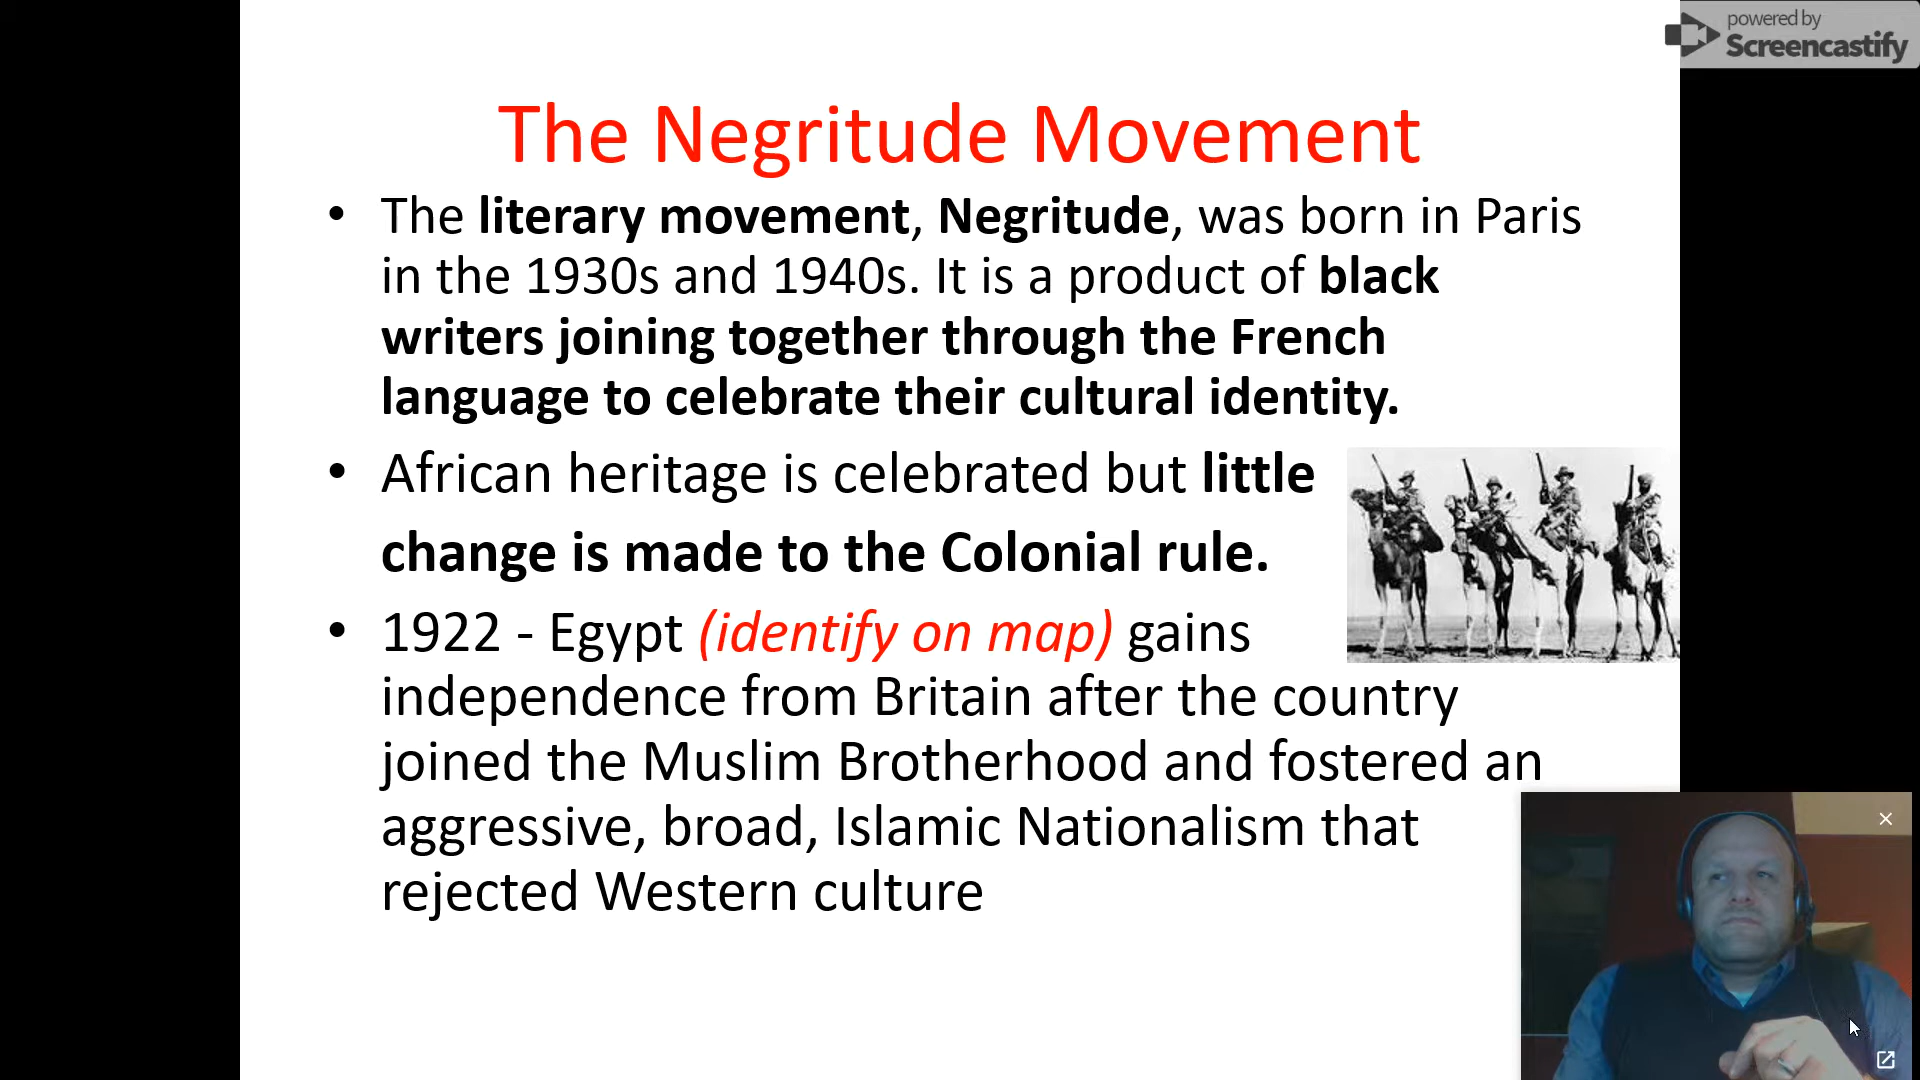 powered by
Screencastify
The Negritude Movement
• The literary movement, Negritude, was born in Paris
in the 1930s and 1940s. It is a product of black
writers joining together through the French
language to celebrate their cultural identity.
• African heritage is celebrated but little
change is made to the Colonial rule.
• 1922 - Egypt (identify on map) gains
independence from Britain after the country
joined the Muslim Brotherhood and fostered an
aggressive, broad, Islamic Nationalism that
rejected Western culture